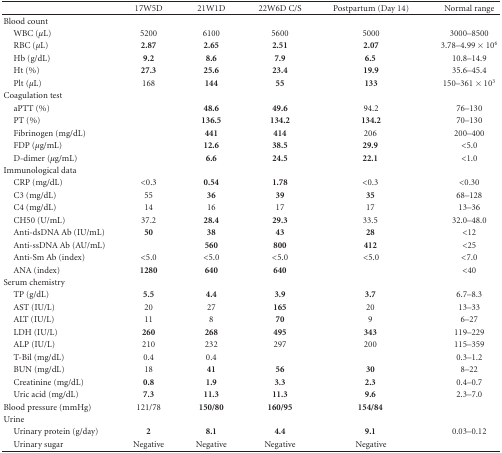 17W5D 21W1D 22W6D C/S Postpartum (Day 14) Normal range
Blood count
WBC (μL) 5200 6100 5600 5000 3000–8500
RBC (μL) 2.87 2.65 2.51 2.07 3.78–4.99 × 10⁶
Hb (g/dL) 9.2 8.6 7.9 6.5 10.8–14.9
Ht (%) 27.3 25.6 23.4 19.9 35.6–45.4
Plt (μL) 168 144 55 133 150–361 × 10³
Coagulation test
aPTT (%) 48.6 49.6 94.2 76–130
PT (%) 136.5 134.2 134.2 70–130
Fibrinogen (mg/dL) 441 414 206 200–400
FDP (μg/mL) 12.6 38.5 29.9 <5.0
D-dimer (μg/mL) 6.6 24.5 22.1 <1.0
Immunological data
CRP (mg/dL) <0.3 0.54 1.78 <0.3 <0.30
C3 (mg/dL) 55 36 39 35 68–128
C4 (mg/dL) 14 16 17 17 13–36
CH50 (U/mL) 37.2 28.4 29.3 33.5 32.0–48.0
Anti-dsDNA Ab (IU/mL) 50 38 43 28 <12
Anti-ssDNA Ab (AU/mL) 560 800 412 <25
Anti-Sm Ab (index) <5.0 <5.0 <5.0 <5.0 <7.0
ANA (index) 1280 640 640 <40
Serum chemistry
TP (g/dL) 5.5 4.4 3.9 3.7 6.7–8.3
AST (IU/L) 20 27 165 20 13–33
ALT (IU/L) 11 8 70 9 6–27
LDH (IU/L) 260 268 495 343 119–229
ALP (IU/L) 210 232 297 200 115–359
T-Bil (mg/dL) 0.4 0.4 0.3–1.2
BUN (mg/dL) 18 41 56 30 8–22
Creatinine (mg/dL) 0.8 1.9 3.3 2.3 0.4–0.7
Uric acid (mg/dL) 7.3 11.3 11.3 9.6 2.3–7.0
Blood pressure (mmHg) 121/78 150/80 160/95 154/84
Urine
Urinary protein (g/day) 2 8.1 4.4 9.1 0.03–0.12
Urinary sugar Negative Negative Negative Negative